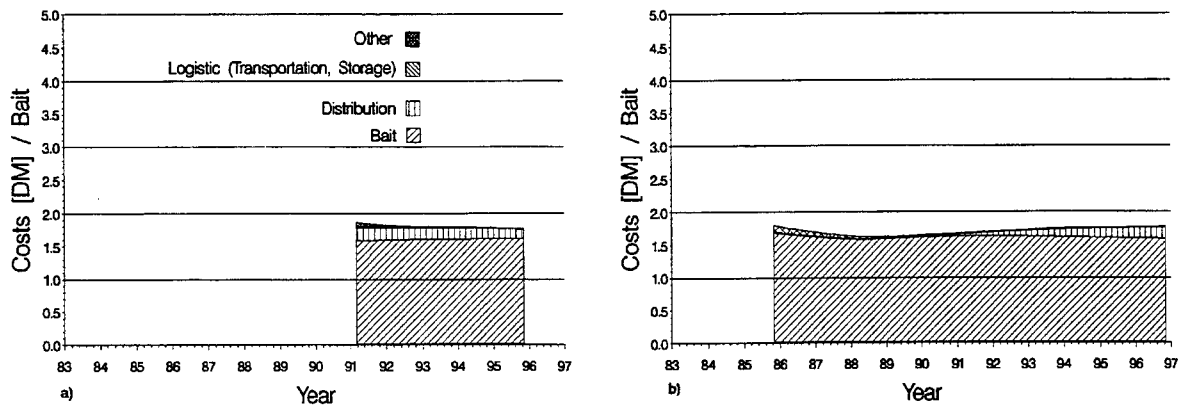 5.0
4.5
4.0
3.5
3.0
2.5
2.0
1.5
1.0
0.5
0.0
Costs [DM] / Bait
Other
Logistic (Transportation, Storage)
Distribution
Bait
83 84 85 86 87 88 89 90 91 92 93 94 95 96 97
a)
Year
5.0
4.5
4.0
3.5
3.0
2.5
2.0
1.5
1.0
0.5
0.0
Costs [DM] / Bait
83 84 85 86 87 88 89 90 91 92 93 94 95 96 97
b)
Year